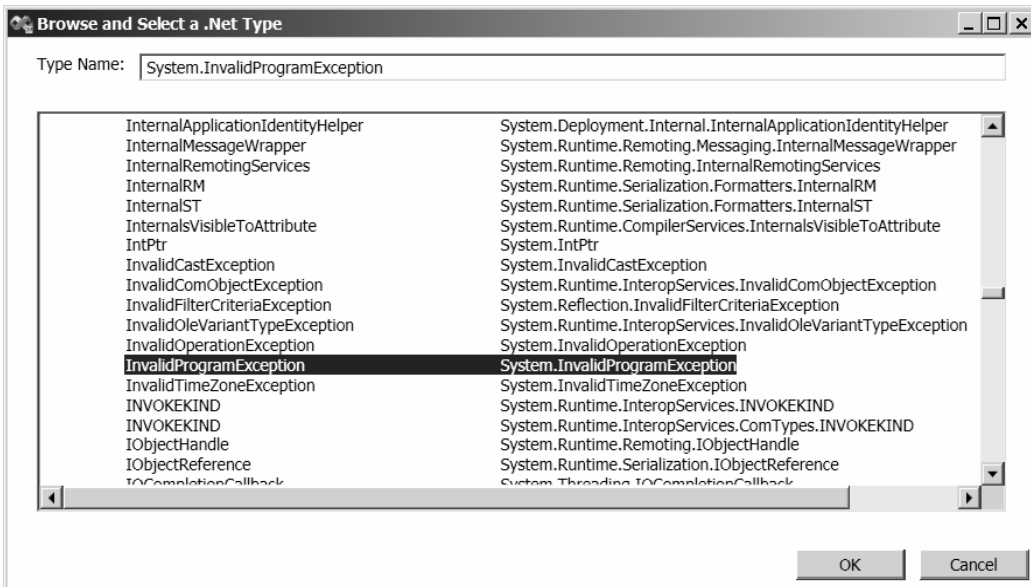 Browse and Select a .Net Type
Type Name: System.InvalidProgramException
InternalApplicationIdentityHelper System.Deployment.Internal.InternalApplicationIdentityHelper
InternalMessageWrapper System.Runtime.Remoting.Messaging.InternalMessageWrapper
InternalRemotingServices System.Runtime.Remoting.InternalRemotingServices
InternalRM System.Runtime.Serialization.Formatters.InternalRM
InternalST System.Runtime.Serialization.Formatters.InternalST
InternalsVisibleToAttribute System.Runtime.CompilerServices.InternalsVisibleToAttribute
IntPtr System.IntPtr
InvalidCastException System.InvalidCastException
InvalidComObjectException System.Runtime.InteropServices.InvalidComObjectException
InvalidFilterCriteriaException System.Reflection.InvalidFilterCriteriaException
InvalidOleVariantTypeException System.Runtime.InteropServices.InvalidOleVariantTypeException
InvalidOperationException System.InvalidOperationException
InvalidProgramException System.InvalidProgramException
InvalidTimeZoneException System.InvalidTimeZoneException
INVOKEKIND System.Runtime.InteropServices.INVOKEKIND
INVOKEKIND System.Runtime.InteropServices.ComTypes.INVOKEKIND
IObjectHandle System.Runtime.Remoting.IObjectHandle
IObjectReference System.Runtime.Serialization.IObjectReference
IOCompletionCallback System.Threading.IOCompletionCallback
OK Cancel